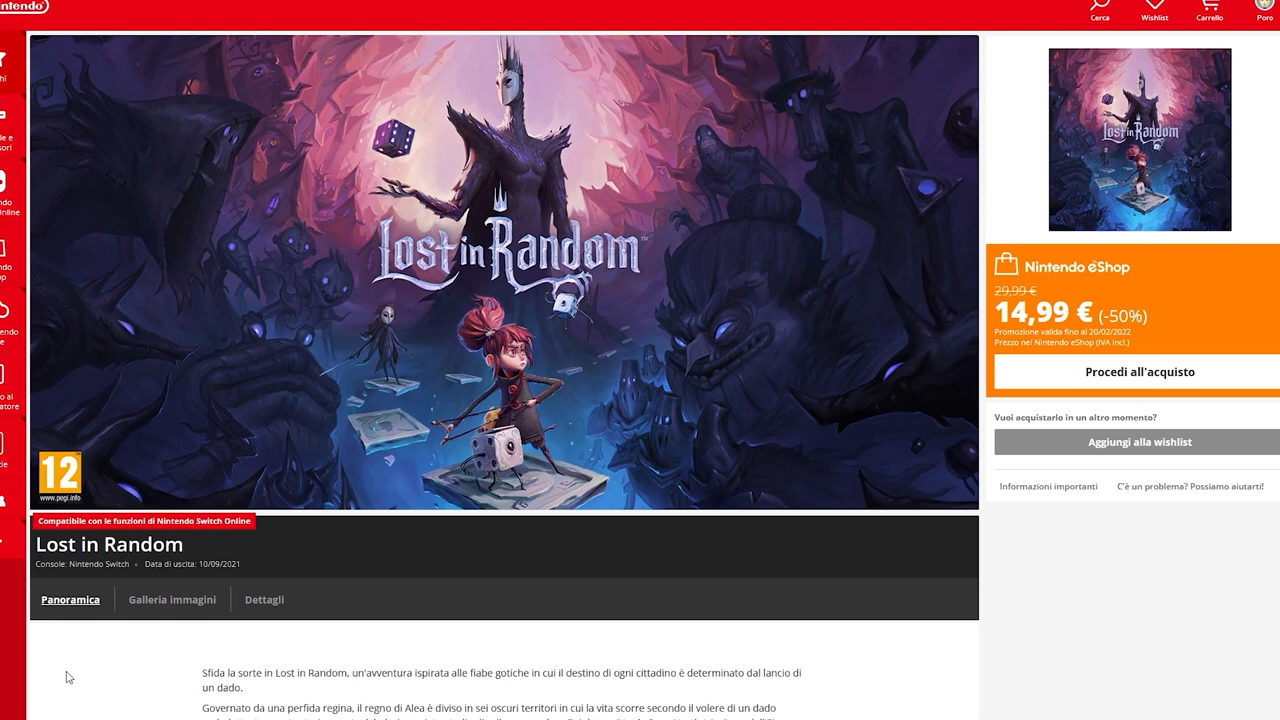 Nintendo
Cerca
Wishlist
Carrello
Poro
Lost in Random™
12
www.pegi.info
Lost in Random
Nintendo eShop
29,99 €
14,99 € (-50%)
Promozione valida fino al 20/02/2022
Prezzo nel Nintendo eShop (IVA incl.)
Procedi all'acquisto
Vuoi acquistarlo in un altro momento?
Aggiungi alla wishlist
Informazioni importanti
C'è un problema? Possiamo aiutarti!
Compatibile con le funzioni di Nintendo Switch Online
Lost in Random
Console: Nintendo Switch • Data di uscita: 10/09/2021
Panoramica
Galleria immagini
Dettagli
Sfida la sorte in Lost in Random, un'avventura ispirata alle fiabe gotiche in cui il destino di ogni cittadino è determinato dal lancio di
un dado.
Governato da una perfida regina, il regno di Alea è diviso in sei oscuri territori in cui la vita scorre secondo il volere di un dado